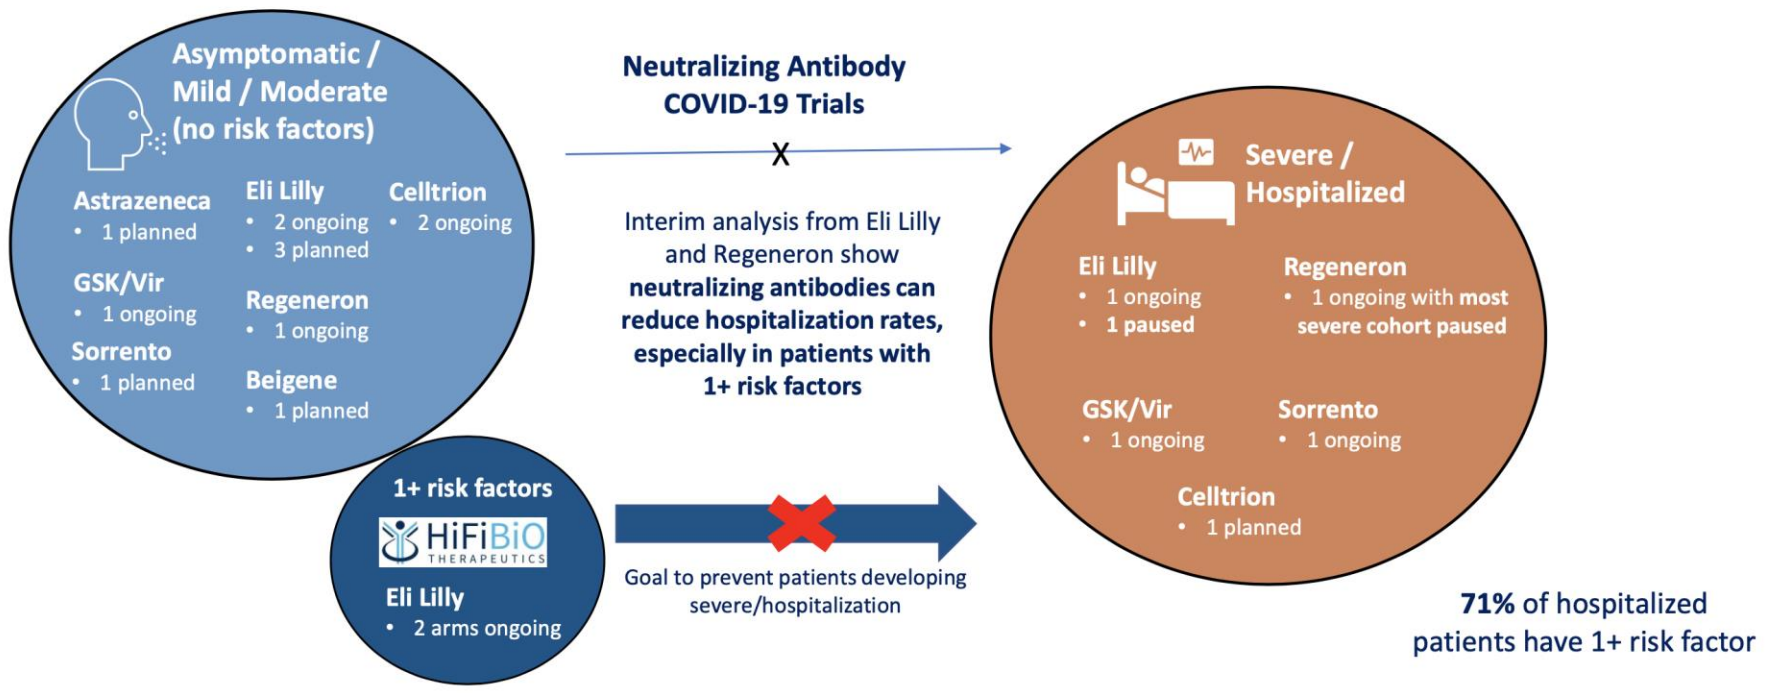 Asymptomatic /
Mild / Moderate
(no risk factors)
Astrazeneca
• 1 planned
GSK/Vir
• 1 ongoing
Sorrento
• 1 planned
Eli Lilly
• 2 ongoing
• 3 planned
Regeneron
• 1 ongoing
Beigene
• 1 planned
Celltrion
• 2 ongoing
1+ risk factors
HiFiBiO
THERAPEUTICS
Eli Lilly
• 2 arms ongoing
Neutralizing Antibody
COVID-19 Trials
X
Interim analysis from Eli Lilly
and Regeneron show
neutralizing antibodies can
reduce hospitalization rates,
especially in patients with
1+ risk factors
Goal to prevent patients developing
severe/hospitalization
Severe /
Hospitalized
Eli Lilly
• 1 ongoing
• 1 paused
Regeneron
• 1 ongoing with most
severe cohort paused
GSK/Vir
• 1 ongoing
Sorrento
• 1 ongoing
Celltrion
• 1 planned
71% of hospitalized
patients have 1+ risk factor